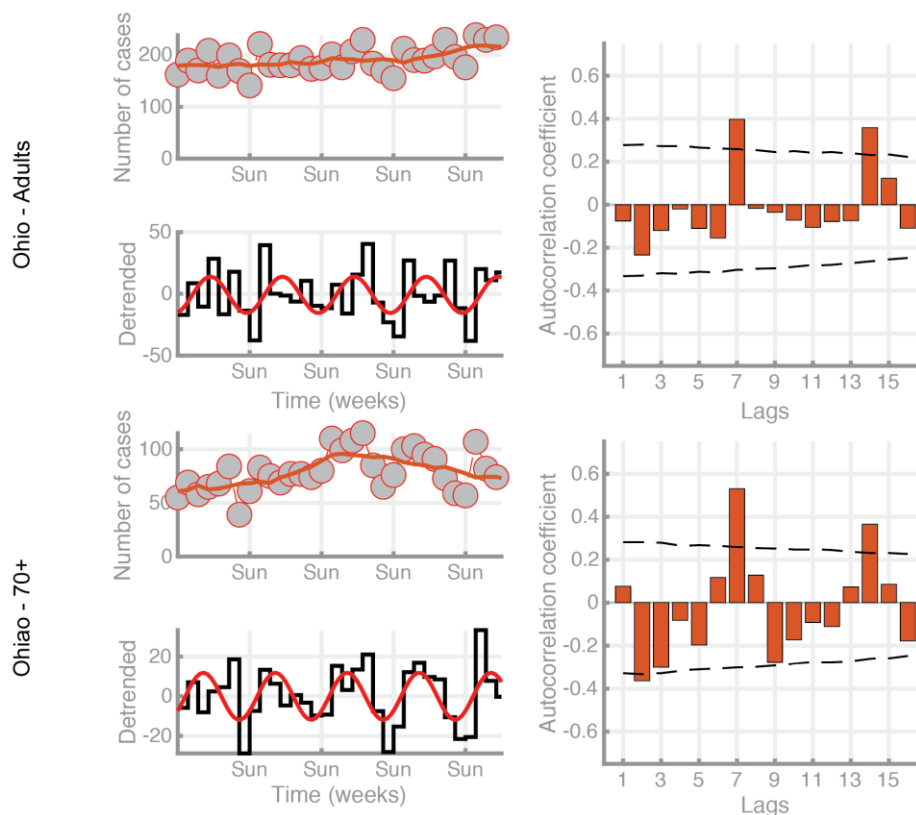 Ohio - Adults
Number of cases
200
100
0
Sun Sun Sun Sun
Detrended
50
0
-50
Sun Sun Sun Sun
Time (weeks)
Autocorrelation coefficient
0.6
0.4
0.2
0
-0.2
-0.4
-0.6
1 3 5 7 9 11 13 15
Lags
Ohiao - 70+
Number of cases
100
50
0
Sun Sun Sun Sun
Detrended
20
0
-20
Sun Sun Sun Sun
Time (weeks)
Autocorrelation coefficient
0.6
0.4
0.2
0
-0.2
-0.4
-0.6
1 3 5 7 9 11 13 15
Lags